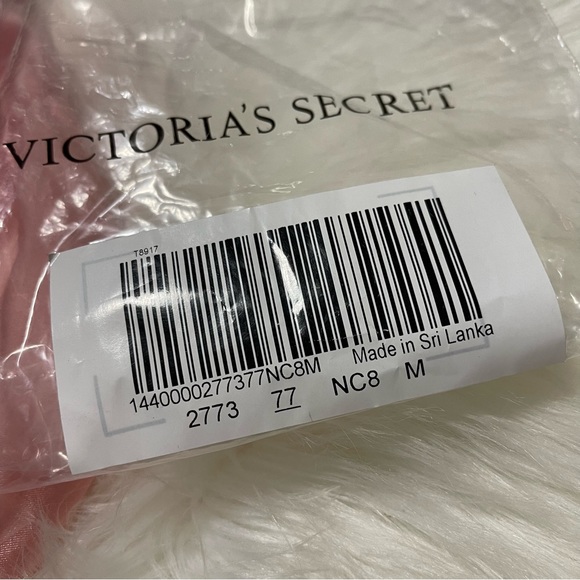 VICTORIA'S SECRET
T8917
1440000277377NC8M Made in Sri Lanka
2773 77 NC8 M